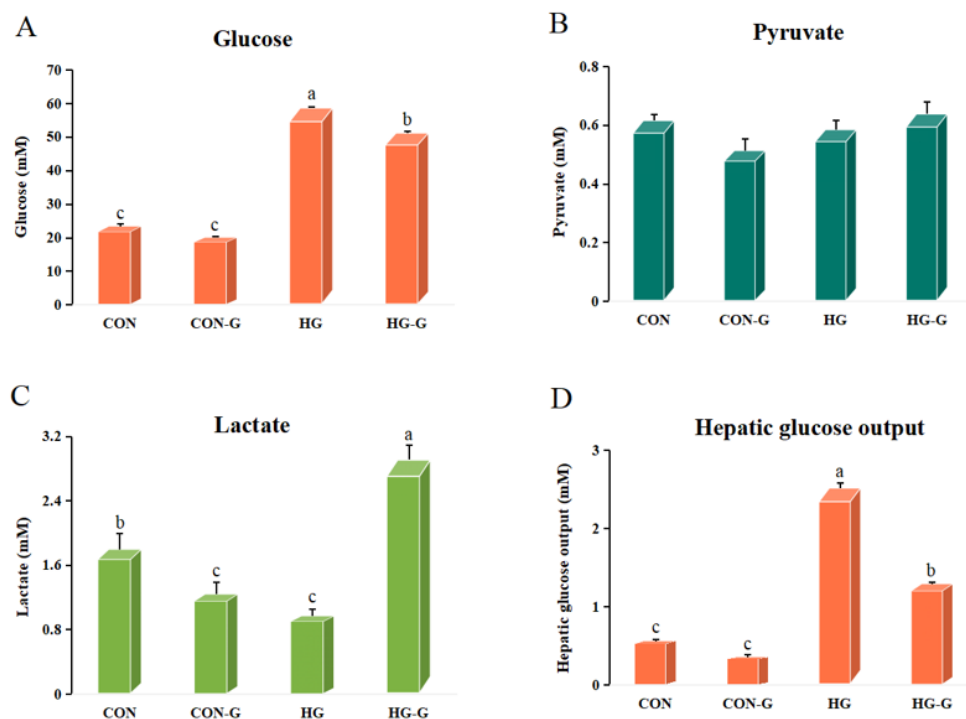 A
Glucose
Glucose (mM)
70
60
50
40
30
20
10
0
c
c
a
b
CON
CON-G
HG
HG-G
B
Pyruvate
Pyruvate (mM)
0.8
0.6
0.4
0.2
0
CON
CON-G
HG
HG-G
C
Lactate
Lactate (mM)
3.2
2.4
1.6
0.8
0
b
c
c
a
CON
CON-G
HG
HG-G
D
Hepatic glucose output
Hepatic glucose output (mM)
3
2
1
0
c
c
a
b
CON
CON-G
HG
HG-G